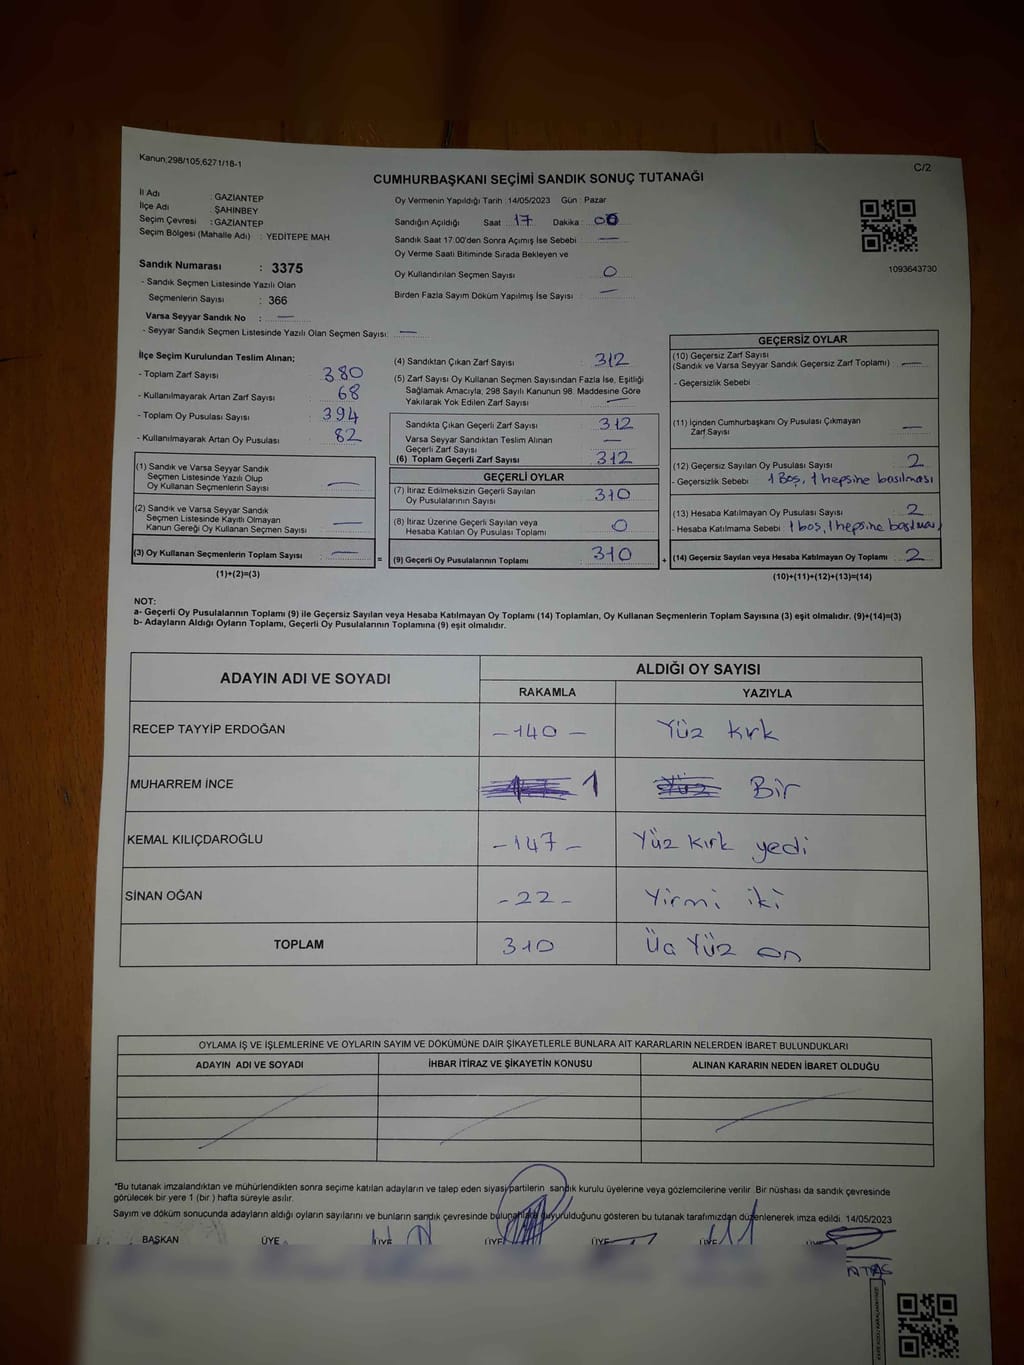 Kanun;298/105,6271/18-1
C/2
CUMHURBAŞKANI SEÇİMİ SANDIK SONUÇ TUTANAĞI
İl Adı : GAZİANTEP
İlçe Adı : ŞAHİNBEY
Seçim Çevresi : GAZİANTEP
Seçim Bölgesi (Mahalle Adı) : YEDİTEPE MAH
Sandık Numarası : 3375
- Sandık Seçmen Listesinde Yazılı Olan
Seçmenlerin Sayısı : 366
Varsa Seyyar Sandık No : —
- Seyyar Sandık Seçmen Listesinde Yazılı Olan Seçmen Sayısı: —
Oy Vermenin Yapıldığı Tarih :14/05/2023 Gün : Pazar
Sandığın Açıldığı Saat : 17 Dakika : 00
Sandık Saat 17:00'den Sonra Açımış İse Sebebi : —
Oy Verme Saati Bitiminde Sırada Bekleyen ve
Oy Kullandırılan Seçmen Sayısı : 0
Birden Fazla Sayım Döküm Yapılmış İse Sayısı : —
1093643730
İlçe Seçim Kurulundan Teslim Alınan;
- Toplam Zarf Sayısı : 380
- Kullanılmayarak Artan Zarf Sayısı : 68
- Toplam Oy Pusulası Sayısı : 394
- Kullanılmayarak Artan Oy Pusulası : 82
(1) Sandık ve Varsa Seyyar Sandık
Seçmen Listesinde Yazılı Olup
Oy Kullanan Seçmenlerin Sayısı —
(2) Sandık ve Varsa Seyyar Sandık
Seçmen Listesinde Kayıtlı Olmayan
Kanun Gereği Oy Kullanan Seçmen Sayısı —
(3) Oy Kullanan Seçmenlerin Toplam Sayısı —
(1)+(2)=(3)
(4) Sandıktan Çıkan Zarf Sayısı : 312
(5) Zarf Sayısı Oy Kullanan Seçmen Sayısından Fazla İse, Eşitliği
Sağlamak Amacıyla; 298 Sayılı Kanunun 98. Maddesine Göre
Yakılarak Yok Edilen Zarf Sayısı : —
Sandıkta Çıkan Geçerli Zarf Sayısı : 312
Varsa Seyyar Sandıktan Teslim Alınan
Geçerli Zarf Sayısı : —
(6) Toplam Geçerli Zarf Sayısı : 312
GEÇERLİ OYLAR
(7) İtiraz Edilmeksizin Geçerli Sayılan
Oy Pusulalarının Sayısı : 310
(8) İtiraz Üzerine Geçerli Sayılan veya
Hesaba Katılan Oy Pusulası Toplamı : 0
= (9) Geçerli Oy Pusulalarının Toplamı 310
GEÇERSİZ OYLAR
(10) Geçersiz Zarf Sayısı
(Sandık ve Varsa Seyyar Sandık Geçersiz Zarf Toplamı) : —
- Geçersizlik Sebebi
(11) İçinden Cumhurbaşkanı Oy Pusulası Çıkmayan
Zarf Sayısı : —
(12) Geçersiz Sayılan Oy Pusulası Sayısı : 2
- Geçersizlik Sebebi : 1 Boş, 1 hepsine basılması
(13) Hesaba Katılmayan Oy Pusulası Sayısı : 2
- Hesaba Katılmama Sebebi : 1 boş, 1 hepsine basılması
+ (14) Geçersiz Sayılan veya Hesaba Katılmayan Oy Toplamı 2
(10)+(11)+(12)+(13)=(14)
NOT:
a- Geçerli Oy Pusulalarının Toplamı (9) ile Geçersiz Sayılan veya Hesaba Katılmayan Oy Toplamı (14) Toplamları, Oy Kullanan Seçmenlerin Toplam Sayısına (3) eşit olmalıdır. (9)+(14)=(3)
b- Adayların Aldığı Oyların Toplamı, Geçerli Oy Pusulalarının Toplamına (9) eşit olmalıdır.
ADAYIN ADI VE SOYADI ALDIĞI OY SAYISI
RAKAMLA YAZIYLA
RECEP TAYYİP ERDOĞAN -140- Yüz kırk
MUHARREM İNCE 1 Bir
KEMAL KILIÇDAROĞLU -147- Yüz kırk yedi
SİNAN OĞAN -22- Yirmi iki
TOPLAM 310 Üç Yüz on
OYLAMA İŞ VE İŞLEMLERİNE VE OYLARIN SAYIM VE DÖKÜMÜNE DAİR ŞİKAYETLERLE BUNLARA AİT KARARLARIN NELERDEN İBARET BULUNDUKLARI
ADAYIN ADI VE SOYADI İHBAR İTİRAZ VE ŞİKAYETİN KONUSU ALINAN KARARIN NEDEN İBARET OLDUĞU
*Bu tutanak imzalandıktan ve mühürlendikten sonra seçime katılan adayların ve talep eden siyasi partilerin sandık kurulu üyelerine veya gözlemcilerine verilir. Bir nüshası da sandık çevresinde
görülecek bir yere 1 (bir ) hafta süreyle asılır.
Sayım ve döküm sonucunda adayların aldığı oyların sayılarını ve bunların sandık çevresinde duyurulduğunu gösteren bu tutanak tarafımızdan düzenlenerek imza edildi. 14/05/2023
BAŞKAN ÜYE ÜYE ÜYE ÜYE ÜYE